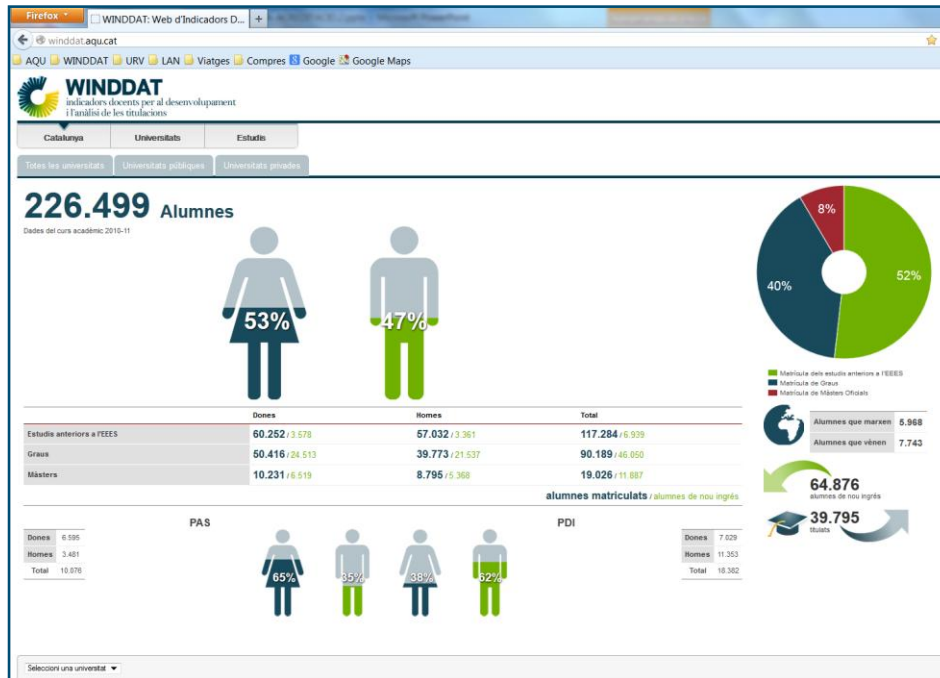 Firefox
WINDDAT: Web d'Indicadors D...
+
winddat.aqu.cat
AQU WINDDAT URV LAN Viatges Compres Google Google Maps
WINDDAT
indicadors docents per al desenvolupament
i l'anàlisi de les titulacions
Catalunya Universitats Estudis
Totes les universitats Universitats públiques Universitats privades
226.499 Alumnes
Dades del curs acadèmic 2010-11
53% 47%
8%
40%
52%
Matrícula dels estudis anteriors a l'EEES
Matrícula de Graus
Matrícula de Màsters Oficials
Dones Homes Total
Estudis anteriors a l'EEES 60.252 / 3.578 57.032 / 3.361 117.284 / 6.939
Graus 50.416 / 24.513 39.773 / 21.537 90.189 / 46.050
Màsters 10.231 / 6.519 8.795 / 5.368 19.026 / 11.887
alumnes matriculats / alumnes de nou ingrés
Alumnes que marxen 5.968
Alumnes que vénen 7.743
64.876
alumnes de nou ingrés
39.795
titulats
PAS
Dones 6.595
Homes 3.481
Total 10.076
65% 35% 38% 62%
PDI
Dones 7.029
Homes 11.353
Total 18.382
Seleccioni una universitat